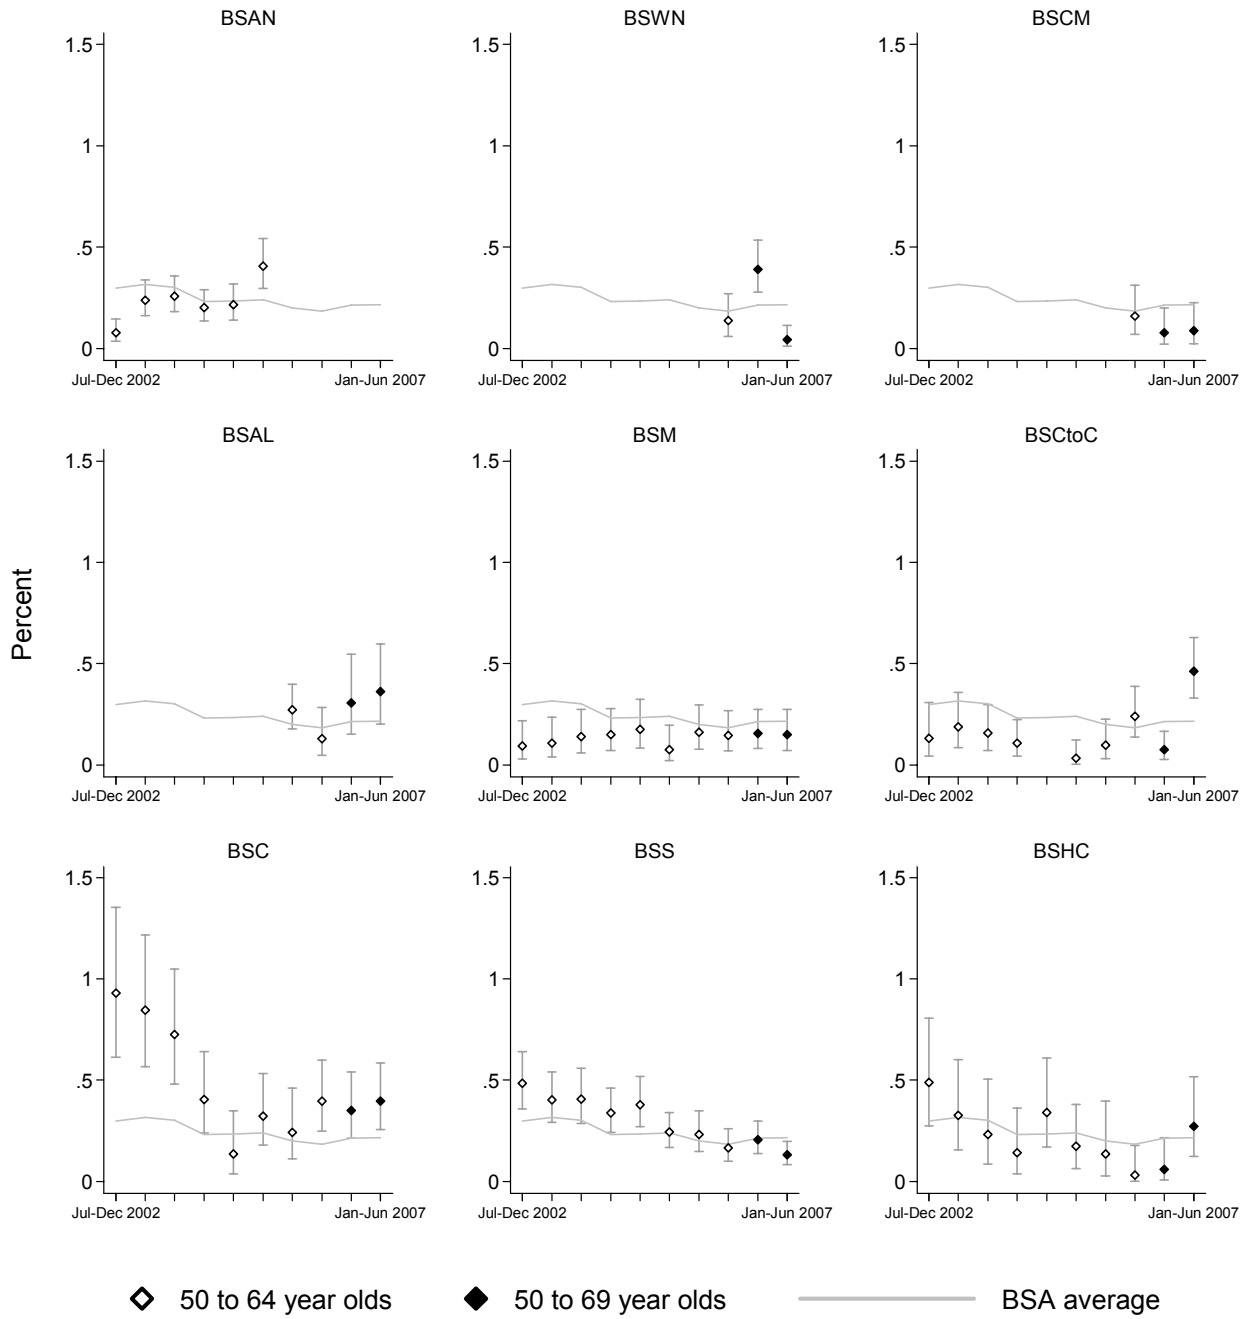 BSAN BSWN BSCM
1.5 1.5 1.5
1 1 1
.5 .5 .5
0 0 0
Jul-Dec 2002 Jan-Jun 2007 Jul-Dec 2002 Jan-Jun 2007 Jul-Dec 2002 Jan-Jun 2007
BSAL BSM BSCtoC
1.5 1.5 1.5
1 1 1
.5 .5 .5
0 0 0
Jul-Dec 2002 Jan-Jun 2007 Jul-Dec 2002 Jan-Jun 2007 Jul-Dec 2002 Jan-Jun 2007
Percent
BSC BSS BSHC
1.5 1.5 1.5
1 1 1
.5 .5 .5
0 0 0
Jul-Dec 2002 Jan-Jun 2007 Jul-Dec 2002 Jan-Jun 2007 Jul-Dec 2002 Jan-Jun 2007
50 to 64 year olds 50 to 69 year olds BSA average